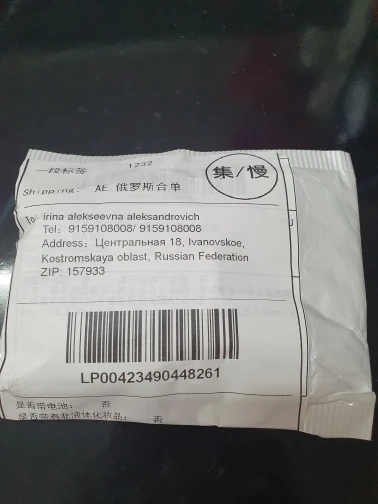 一段标签
1232
集/慢
Shipping: AE 俄罗斯合单
To: irina alekseevna aleksandrovich
Tel: 9159108008/ 9159108008
Address: Центральная 18, Ivanovskoe,
Kostromskaya oblast, Russian Federation
ZIP: 157933
LP00423490448261
是否带电池: 否
是否带有非液体化妆品: 否